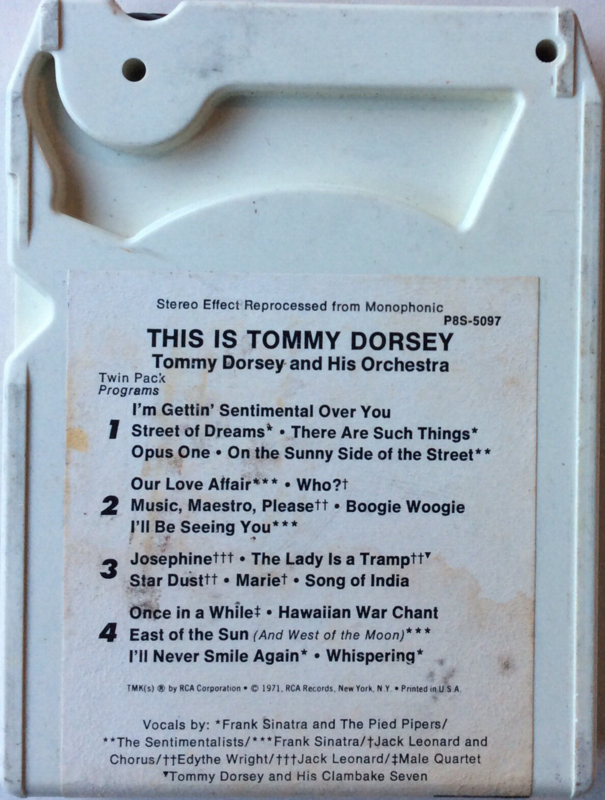 Stereo Effect Reprocessed from Monophonic
P8S-5097
THIS IS TOMMY DORSEY
Tommy Dorsey and His Orchestra
Twin Pack
Programs
I'm Gettin' Sentimental Over You
1 Street of Dreams* • There Are Such Things*
Opus One • On the Sunny Side of the Street**
Our Love Affair*** • Who?†
2 Music, Maestro, Please†† • Boogie Woogie
I'll Be Seeing You***
3 Josephine††† • The Lady Is a Tramp††▼
Star Dust†† • Marie† • Song of India
Once in a While‡ • Hawaiian War Chant
4 East of the Sun (And West of the Moon)***
I'll Never Smile Again* • Whispering*
TMK(s) ® by RCA Corporation • © 1971, RCA Records, New York, N.Y. • Printed in U.S.A.
Vocals by: *Frank Sinatra and The Pied Pipers/
**The Sentimentalists/***Frank Sinatra/†Jack Leonard and
Chorus/††Edythe Wright/†††Jack Leonard/‡Male Quartet
▼Tommy Dorsey and His Clambake Seven